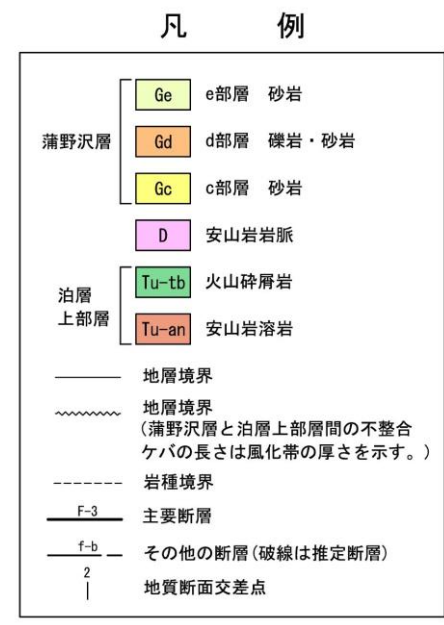 凡 例
蒲野沢層
Ge e部層 砂岩
Gd d部層 礫岩・砂岩
Gc c部層 砂岩
D 安山岩岩脈
泊層
上部層
Tu-tb 火山砕屑岩
Tu-an 安山岩溶岩
地層境界
地層境界
(蒲野沢層と泊層上部層間の不整合
ケバの長さは風化帯の厚さを示す。)
岩種境界
F-3 主要断層
f-b その他の断層(破線は推定断層)
2 地質断面交差点